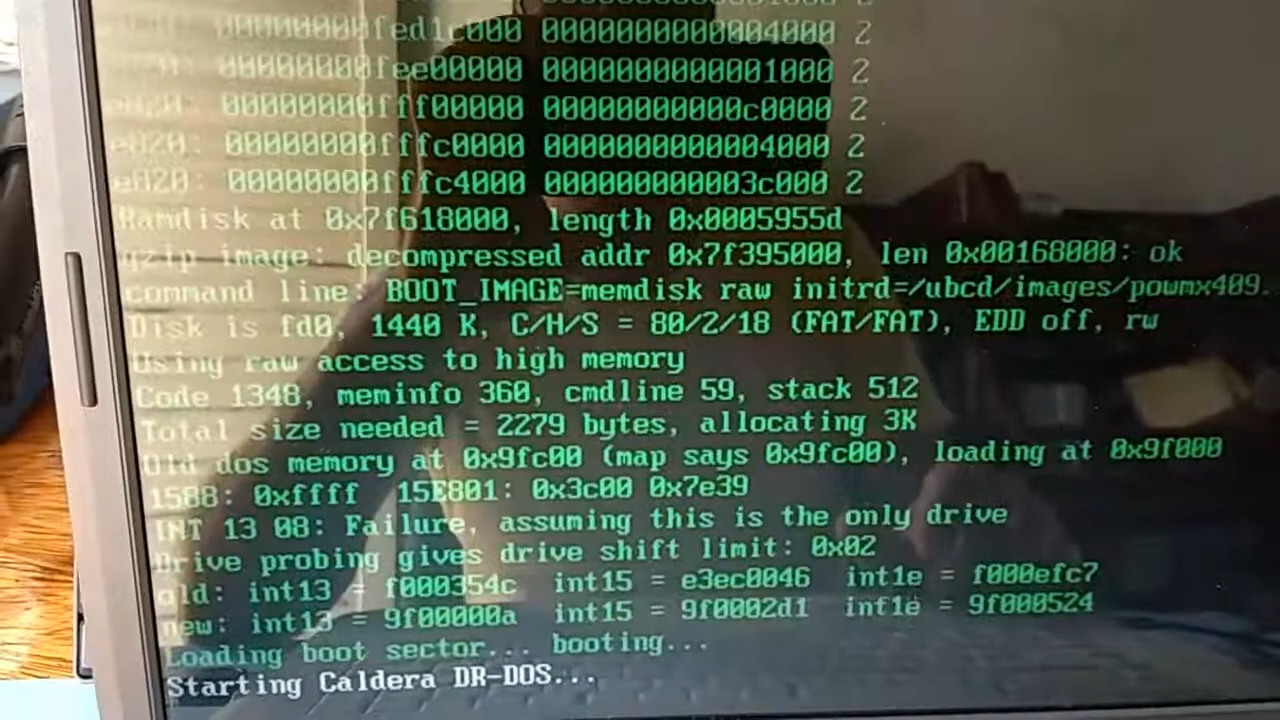 00000000fed1c000 0000000000004000 2
00000000fee00000 0000000000001000 2
e820: 00000000fff00000 00000000000c0000 2
e820: 00000000fffc0000 0000000000004000 2
e820: 00000000fffc4000 000000000003c000 2
Ramdisk at 0x7f618000, length 0x0005955d
gzip image: decompressed addr 0x7f395000, len 0x00168000: ok
command line: BOOT_IMAGE=memdisk raw initrd=/ubcd/images/powmx409.
Disk is fd0, 1440 K, C/H/S = 80/2/18 (FAT/FAT), EDD off, rw
Using raw access to high memory
Code 1348, meminfo 360, cmdline 59, stack 512
Total size needed = 2279 bytes, allocating 3K
Old dos memory at 0x9fc00 (map says 0x9fc00), loading at 0x9f000
1588: 0xffff 15E801: 0x3c00 0x7e39
INT 13 08: Failure, assuming this is the only drive
Drive probing gives drive shift limit: 0x02
old: int13 = f000354c int15 = e3ec0046 int1e = f000efc7
new: int13 = 9f00000a int15 = 9f0002d1 int1e = 9f000524
Loading boot sector... booting...
Starting Caldera DR-DOS...